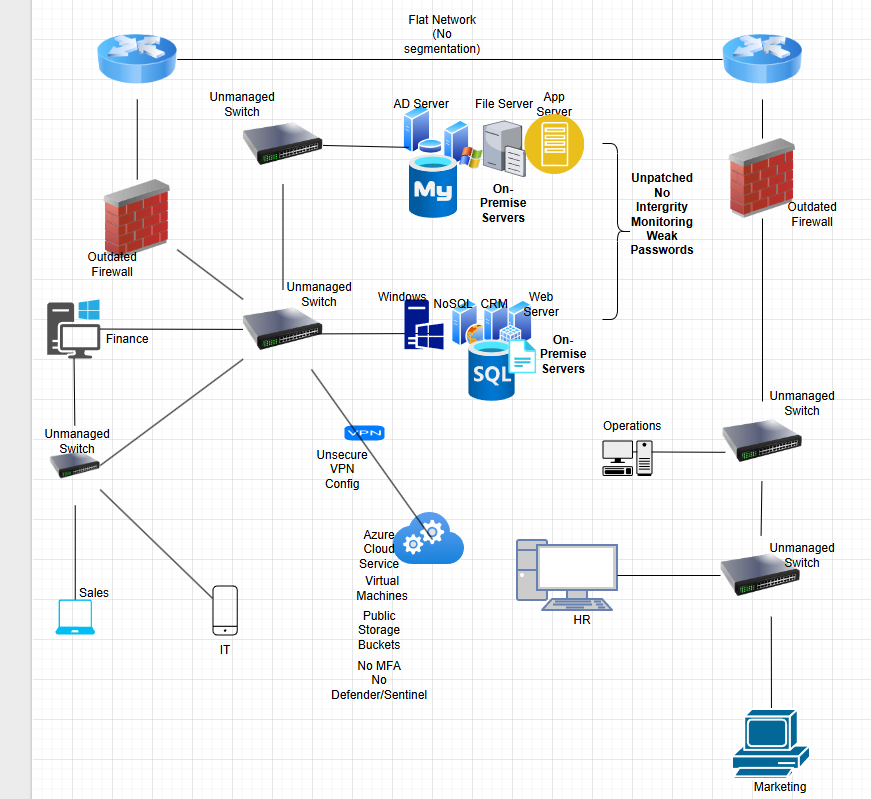 Flat Network
(No
segmentation)
Unmanaged
Switch
AD Server
File Server
App
Server
My
On-
Premise
Servers
Unpatched
No
Intergrity
Monitoring
Weak
Passwords
Outdated
Firewall
Outdated
Firewall
Unmanaged
Switch
Windows
NoSQL
CRM
Web
Server
Finance
On-
Premise
Servers
SQL
Unmanaged
Switch
Unmanaged
Switch
Operations
VPN
Unsecure
VPN
Config
Azure
Cloud
Service
Virtual
Machines
Public
Storage
Buckets
No MFA
No
Defender/Sentinel
Unmanaged
Switch
Sales
IT
HR
Marketing